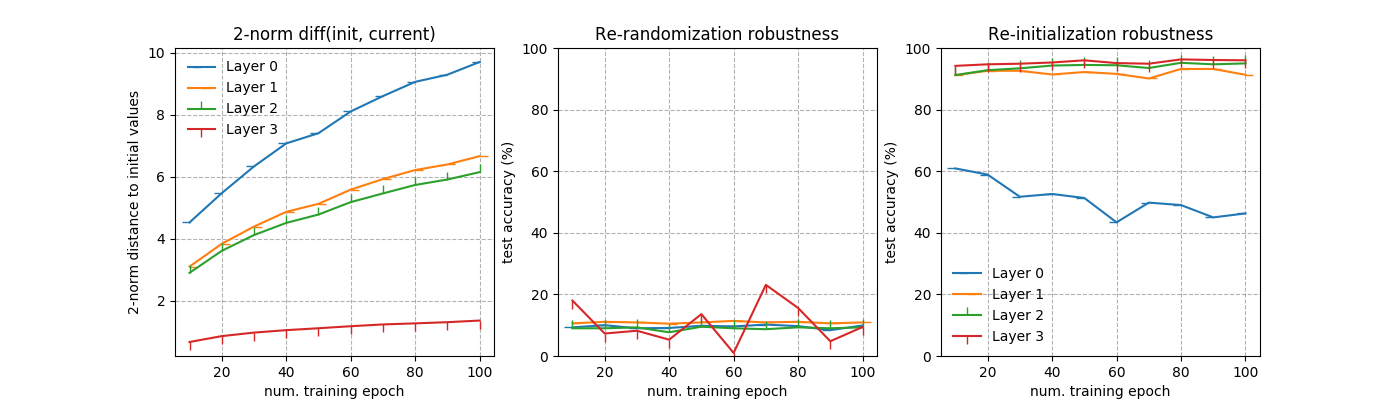 2-norm diff(init, current)
2-norm distance to initial values
10
8
6
4
2
Layer 0
Layer 1
Layer 2
Layer 3
20 40 60 80 100
num. training epoch
Re-randomization robustness
test accuracy (%)
100
80
60
40
20
0
20 40 60 80 100
num. training epoch
Re-initialization robustness
test accuracy (%)
100
80
60
40
20
0
Layer 0
Layer 1
Layer 2
Layer 3
20 40 60 80 100
num. training epoch